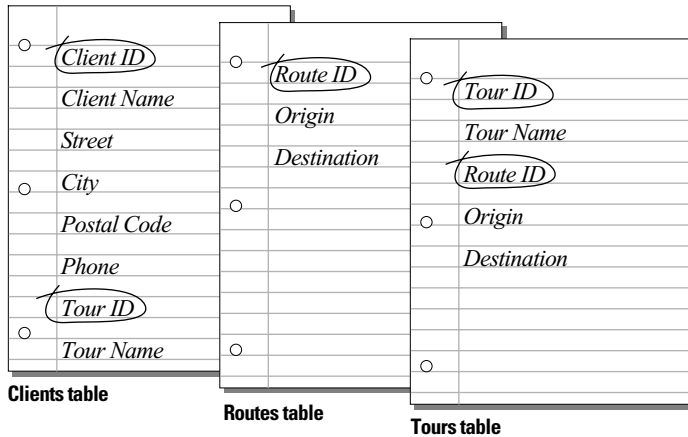 Client ID
Client Name
Street
City
Postal Code
Phone
Tour ID
Tour Name
Clients table
Route ID
Origin
Destination
Routes table
Tour ID
Tour Name
Route ID
Origin
Destination
Tours table